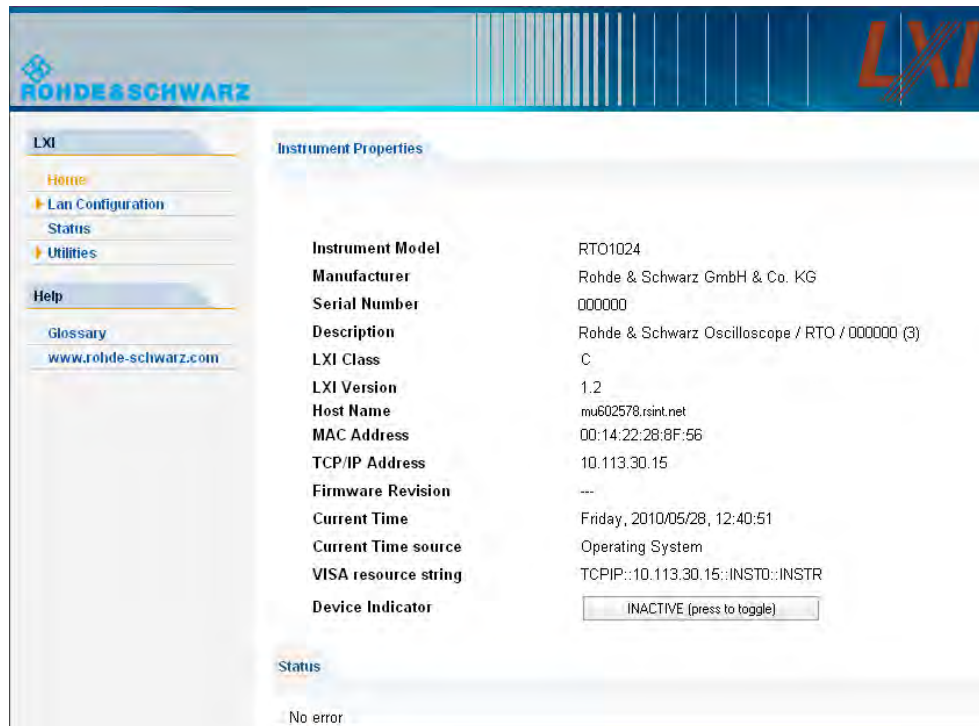 ROHDE&SCHWARZ
LXI
LXI
Home
Lan Configuration
Status
Utilities
Help
Glossary
www.rohde-schwarz.com
Instrument Properties
Instrument Model RTO1024
Manufacturer Rohde & Schwarz GmbH & Co. KG
Serial Number 000000
Description Rohde & Schwarz Oscilloscope / RTO / 000000 (3)
LXI Class C
LXI Version 1.2
Host Name mu602578.rsint.net
MAC Address 00:14:22:28:8F:56
TCP/IP Address 10.113.30.15
Firmware Revision ---
Current Time Friday, 2010/05/28, 12:40:51
Current Time source Operating System
VISA resource string TCPIP::10.113.30.15::INST0::INSTR
Device Indicator INACTIVE (press to toggle)
Status
No error